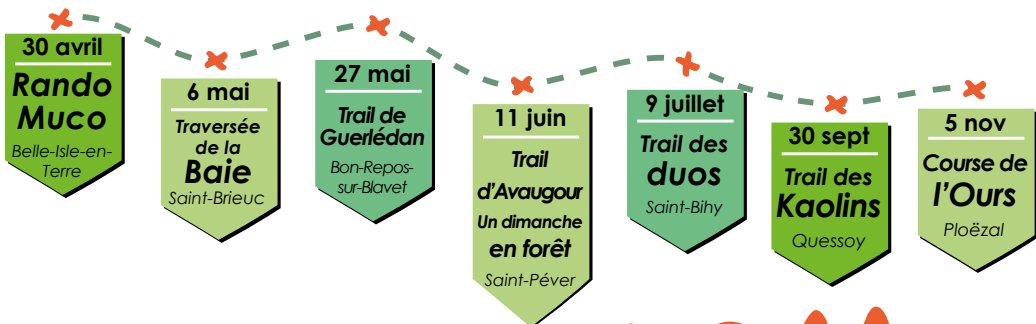 30 avril
Rando
Muco
Belle-Isle-en-
Terre
6 mai
Traversée
de la
Baie
Saint-Brieuc
27 mai
Trail de
Guerlédan
Bon-Repos-
sur-Blavet
11 juin
Trail
d'Avaugour
Un dimanche
en forêt
Saint-Péver
9 juillet
Trail des
duos
Saint-Bihy
30 sept
Trail des
Kaolins
Quessoy
5 nov
Course de
l'Ours
Ploëzal